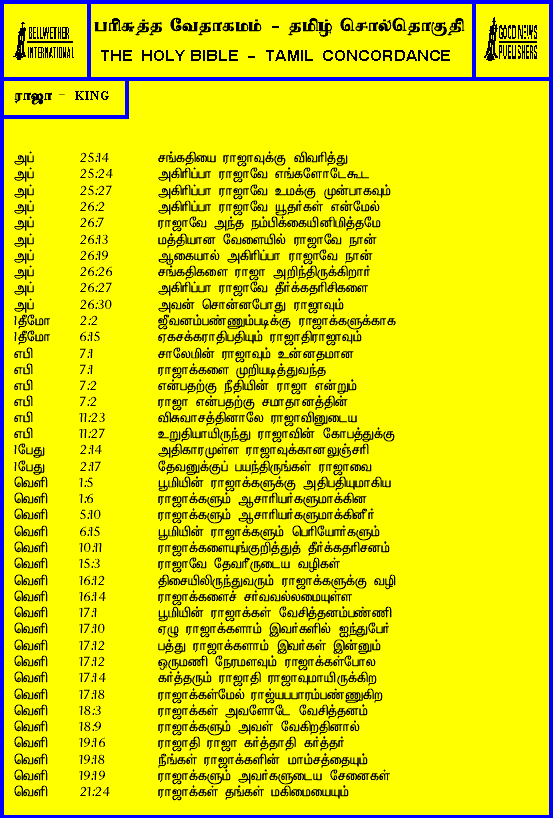 BELLWETHER
INTERNATIONAL
பரிசுத்த வேதாகமம் - தமிழ் சொல்தொகுதி
THE HOLY BIBLE - TAMIL CONCORDANCE
GOOD NEWS
PUBLISHERS
ராஜா - KING
அப் 25:14 சங்கதியை ராஜாவுக்கு விவரித்து
அப் 25:24 அகிரிப்பா ராஜாவே எங்களோடேகூட
அப் 25:27 அகிரிப்பா ராஜாவே உமக்கு முன்பாகவும்
அப் 26:2 அகிரிப்பா ராஜாவே யூதர்கள் என்மேல்
அப் 26:7 ராஜாவே அந்த நம்பிக்கையினிமித்தமே
அப் 26:13 மத்தியான வேளையில் ராஜாவே நான்
அப் 26:19 ஆகையால் அகிரிப்பா ராஜாவே நான்
அப் 26:26 சங்கதிகளை ராஜா அறிந்திருக்கிறார்
அப் 26:27 அகிரிப்பா ராஜாவே தீர்க்கதரிசிகளை
அப் 26:30 அவன் சொன்னபோது ராஜாவும்
1தீமோ 2:2 ஜீவனம்பண்ணும்படிக்கு ராஜாக்களுக்காக
1தீமோ 6:15 ஏகசக்கராதிபதியும் ராஜாதிராஜாவும்
எபி 7:1 சாலேமின் ராஜாவும் உன்னதமான
எபி 7:1 ராஜாக்களை முறியடித்துவந்த
எபி 7:2 என்பதற்கு நீதியின் ராஜா என்றும்
எபி 7:2 ராஜா என்பதற்கு சமாதானத்தின்
எபி 11:23 விசுவாசத்தினாலே ராஜாவினுடைய
எபி 11:27 உறுதியாயிருந்து ராஜாவின் கோபத்துக்கு
1பேது 2:14 அதிகாரமுள்ள ராஜாவுக்கானலுஞ்சரி
1பேது 2:17 தேவனுக்குப் பயந்திருங்கள் ராஜாவை
வெளி 1:5 பூமியின் ராஜாக்களுக்கு அதிபதியுமாகிய
வெளி 1:6 ராஜாக்களும் ஆசாரியர்களுமாக்கின
வெளி 5:10 ராஜாக்களும் ஆசாரியர்களுமாக்கினீர்
வெளி 6:15 பூமியின் ராஜாக்களும் பெரியோர்களும்
வெளி 10:11 ராஜாக்களையுங்குறித்துத் தீர்க்கதரிசனம்
வெளி 15:3 ராஜாவே தேவரீருடைய வழிகள்
வெளி 16:12 திசையிலிருந்துவரும் ராஜாக்களுக்கு வழி
வெளி 16:14 ராஜாக்களைச் சர்வவல்லமையுள்ள
வெளி 17:1 பூமியின் ராஜாக்கள் வேசித்தனம்பண்ணி
வெளி 17:10 ஏழு ராஜாக்களாம் இவர்களில் ஐந்துபேர்
வெளி 17:12 பத்து ராஜாக்களாம் இவர்கள் இன்னும்
வெளி 17:12 ஒருமணி நேரமளவும் ராஜாக்கள்போல
வெளி 17:14 கர்த்தரும் ராஜாதி ராஜாவுமாயிருக்கிற
வெளி 17:18 ராஜாக்கள்மேல் ராஜ்யபாரம்பண்ணுகிற
வெளி 18:3 ராஜாக்கள் அவளோடே வேசித்தனம்
வெளி 18:9 ராஜாக்களும் அவள் வேகிறதினால்
வெளி 19:16 ராஜாதி ராஜா கர்த்தாதி கர்த்தர்
வெளி 19:18 நீங்கள் ராஜாக்களின் மாம்சத்தையும்
வெளி 19:19 ராஜாக்களும் அவர்களுடைய சேனைகள்
வெளி 21:24 ராஜாக்கள் தங்கள் மகிமையையும்